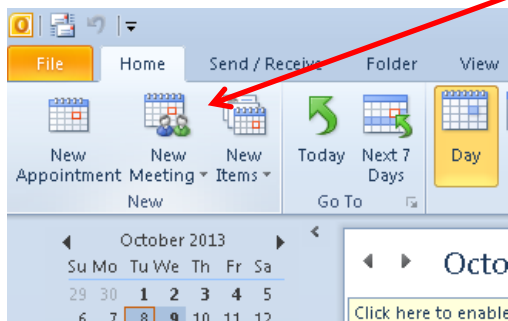 File Home Send / Receive Folder View
New Appointment
New Meeting
New Items
Today
Next 7 Days
Day
New
Go To
October 2013
Su Mo Tu We Th Fr Sa
29 30 1 2 3 4 5
6 7 8 9 10 11 12
Octo
Click here to enable